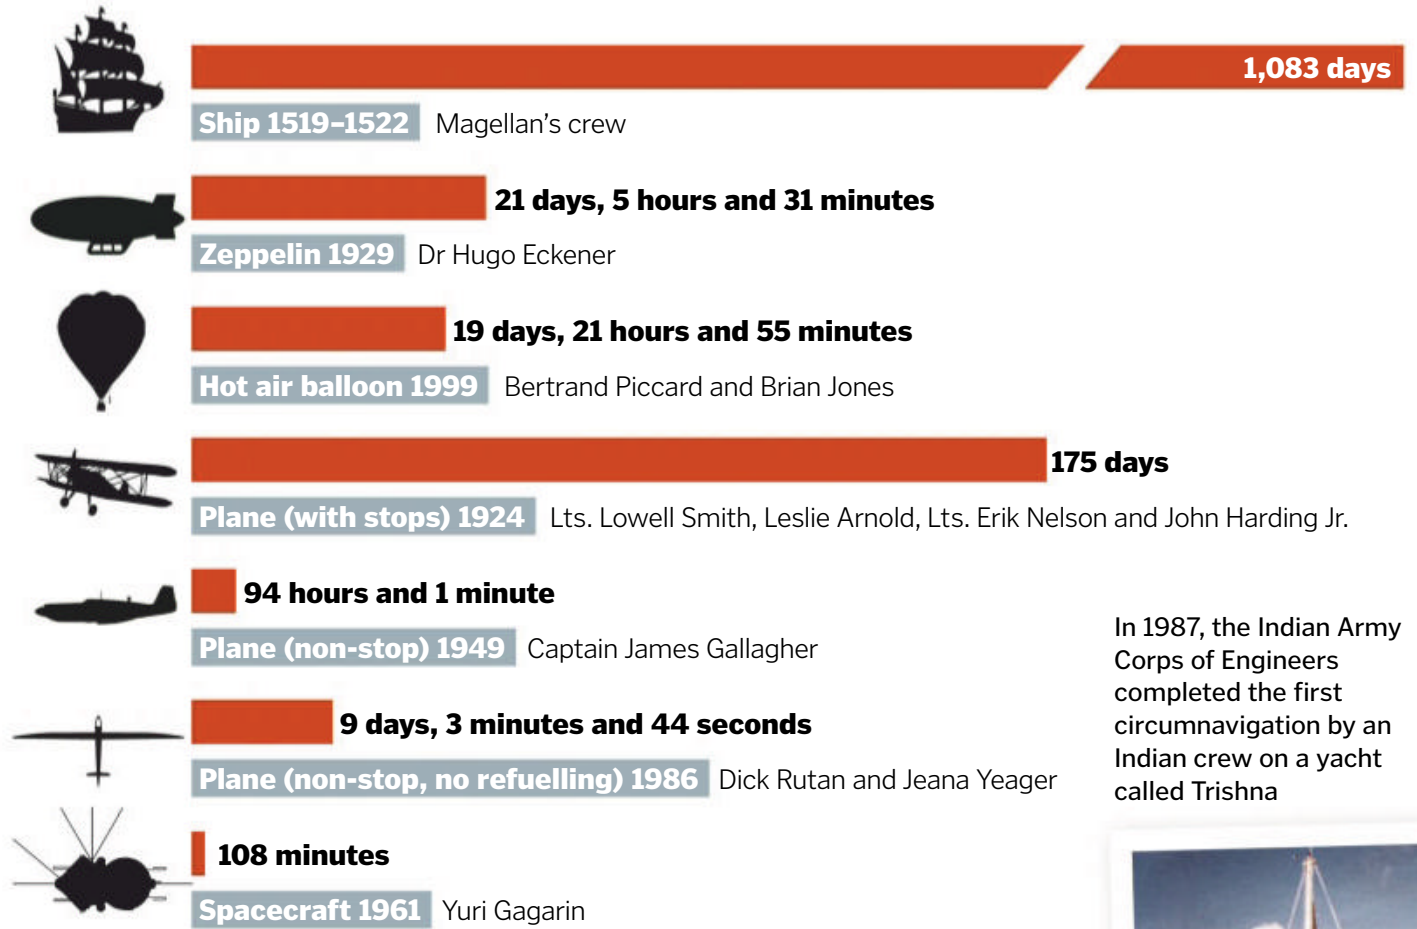 1,083 days
Ship 1519–1522 Magellan's crew
21 days, 5 hours and 31 minutes
Zeppelin 1929 Dr Hugo Eckener
19 days, 21 hours and 55 minutes
Hot air balloon 1999 Bertrand Piccard and Brian Jones
175 days
Plane (with stops) 1924 Lts. Lowell Smith, Leslie Arnold, Lts. Erik Nelson and John Harding Jr.
94 hours and 1 minute
Plane (non-stop) 1949 Captain James Gallagher
9 days, 3 minutes and 44 seconds
Plane (non-stop, no refuelling) 1986 Dick Rutan and Jeana Yeager
108 minutes
Spacecraft 1961 Yuri Gagarin
In 1987, the Indian Army
Corps of Engineers
completed the first
circumnavigation by an
Indian crew on a yacht
called Trishna